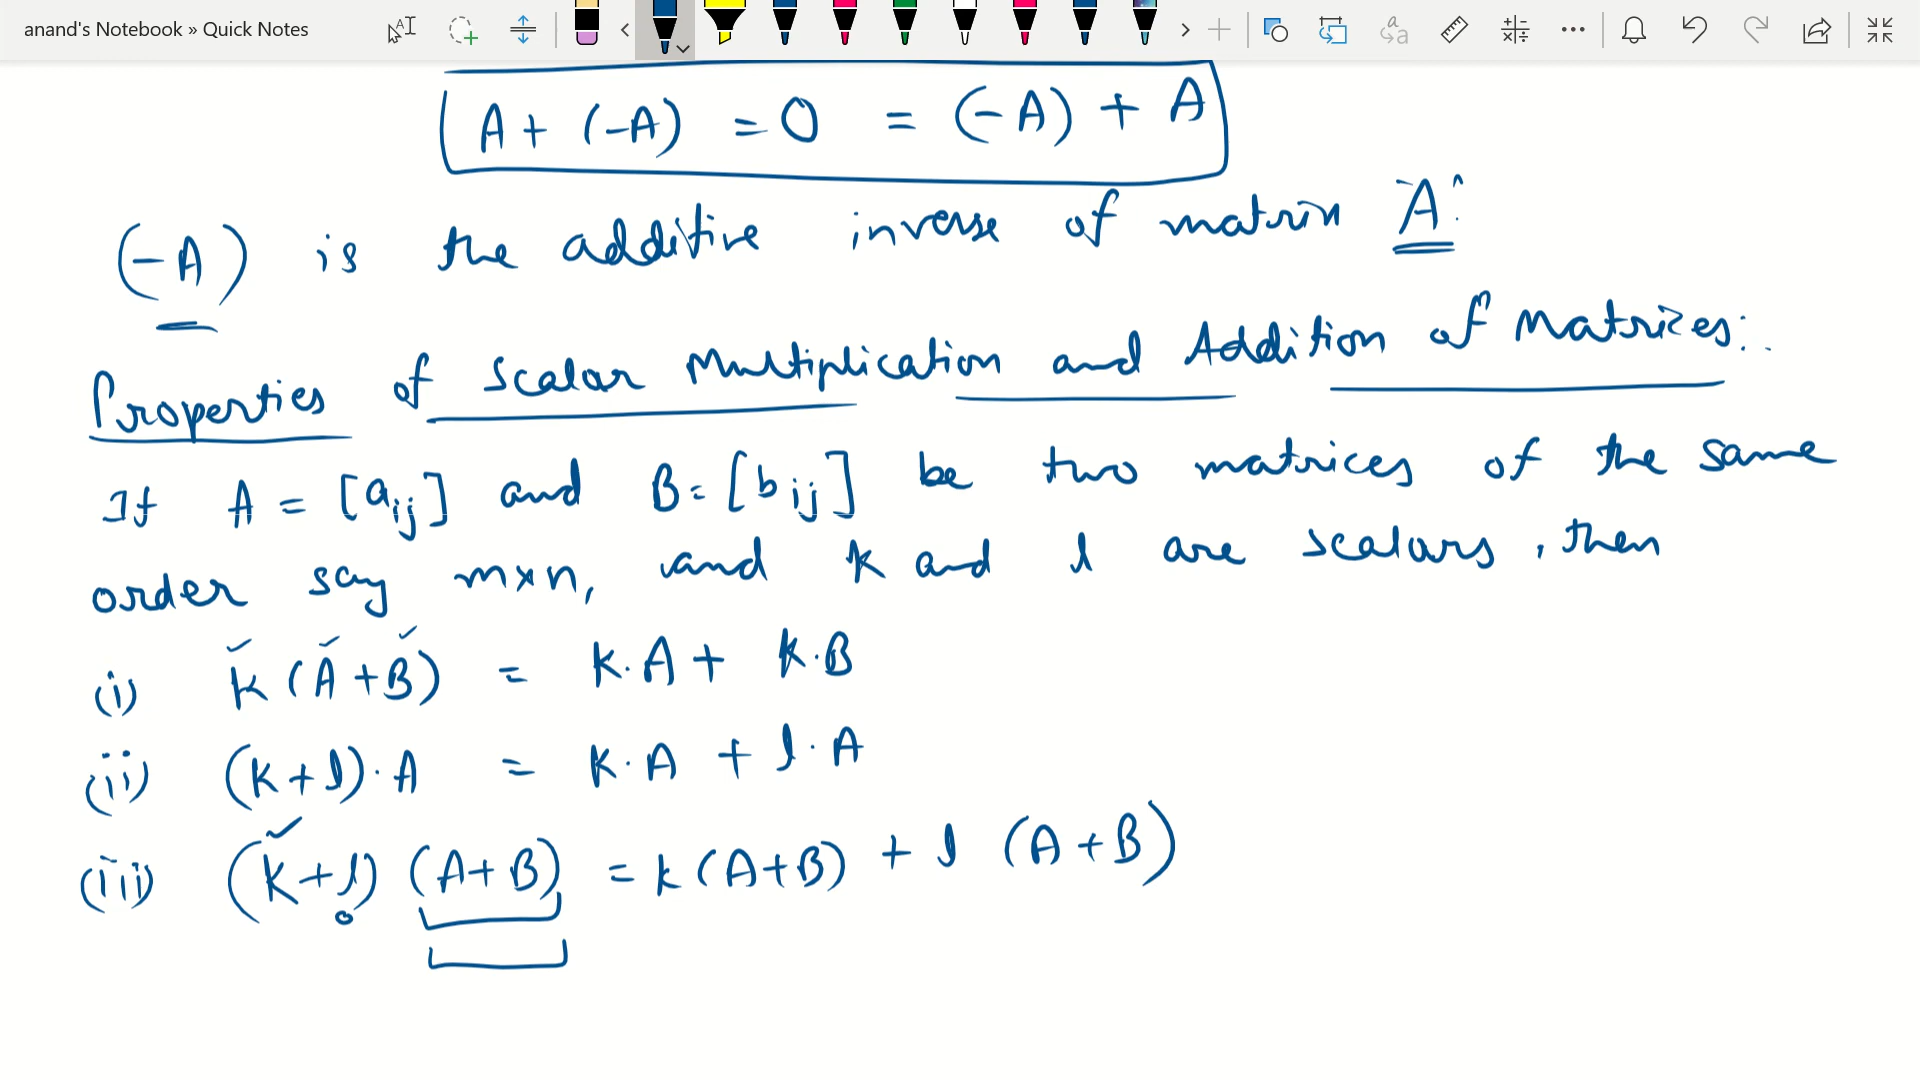 anand's Notebook » Quick Notes
A + (-A) = 0 = (-A) + A
(-A) is the additive inverse of matrix A.
Properties of Scalar Multiplication and Addition of Matrices:
If A = [aij] and B = [bij] be two matrices of the same
order say m×n, and k and l are scalars, then
(i) k(A+B) = k.A + k.B
(ii) (k+l).A = k.A + l.A
(iii) (k+l)(A+B) = k(A+B) + l(A+B)